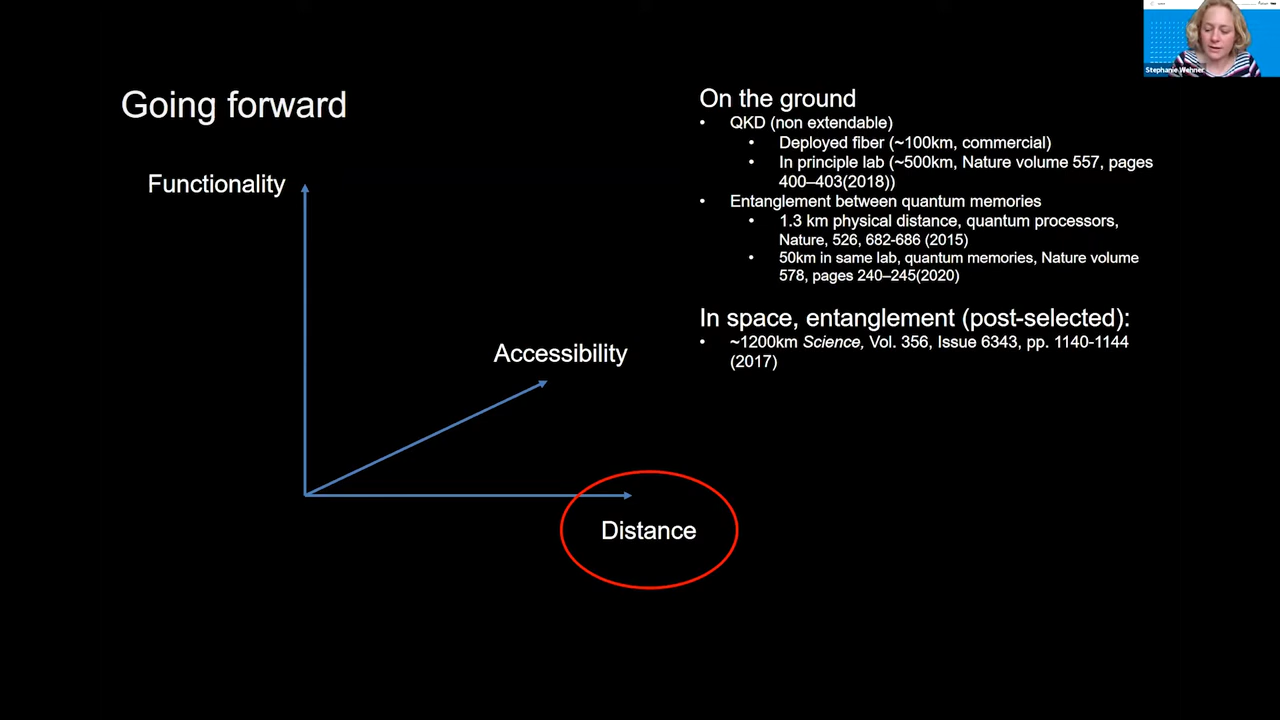 Going forward
Functionality
Accessibility
Distance
On the ground
• QKD (non extendable)
• Deployed fiber (~100km, commercial)
• In principle lab (~500km, Nature volume 557, pages
400–403(2018))
• Entanglement between quantum memories
• 1.3 km physical distance, quantum processors,
Nature, 526, 682-686 (2015)
• 50km in same lab, quantum memories, Nature volume
578, pages 240–245(2020)
In space, entanglement (post-selected):
• ~1200km Science, Vol. 356, Issue 6343, pp. 1140-1144
(2017)
Stephanie Wehner